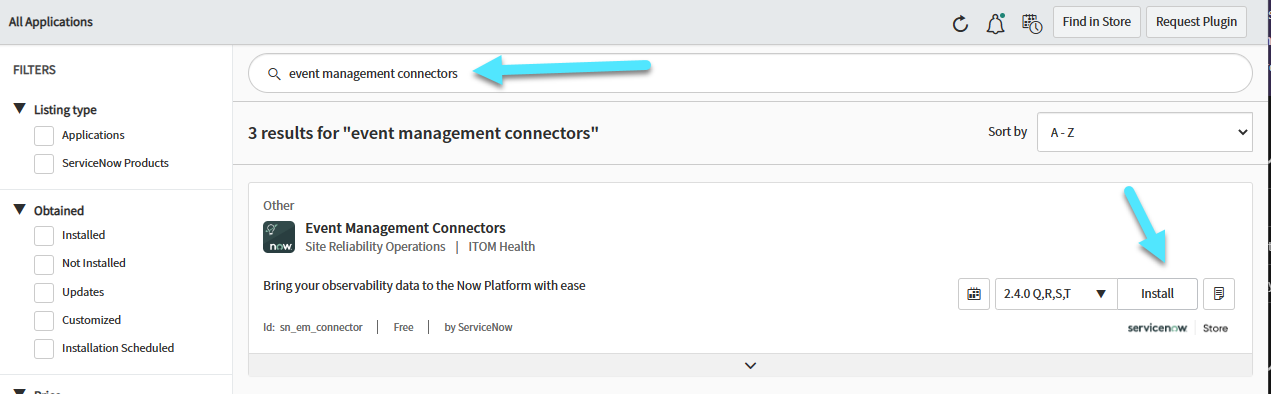 All Applications
Find in Store
Request Plugin
FILTERS
event management connectors
Listing type
Applications
ServiceNow Products
3 results for "event management connectors"
Sort by
A - Z
Obtained
Installed
Not Installed
Updates
Customized
Installation Scheduled
Other
now.
Event Management Connectors
Site Reliability Operations | ITOM Health
Bring your observability data to the Now Platform with ease
2.4.0 Q,R,S,T
Install
Id: sn_em_connector | Free | by ServiceNow
servicenow | Store